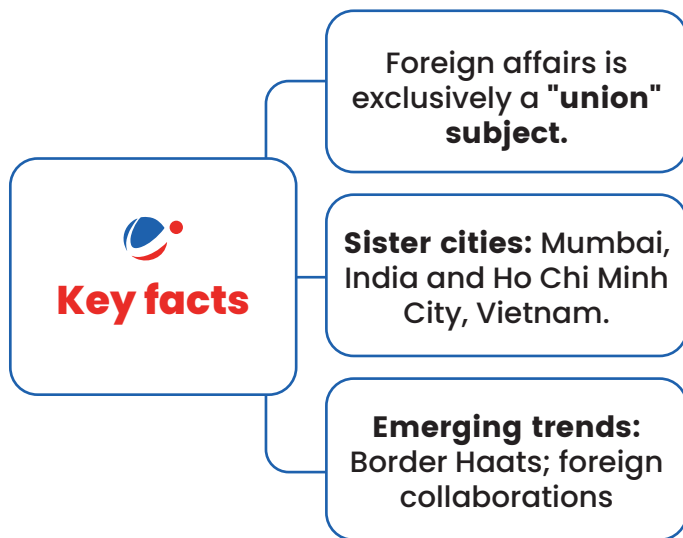 Key facts
Foreign affairs is
exclusively a "union"
subject.
Sister cities: Mumbai,
India and Ho Chi Minh
City, Vietnam.
Emerging trends:
Border Haats; foreign
collaborations